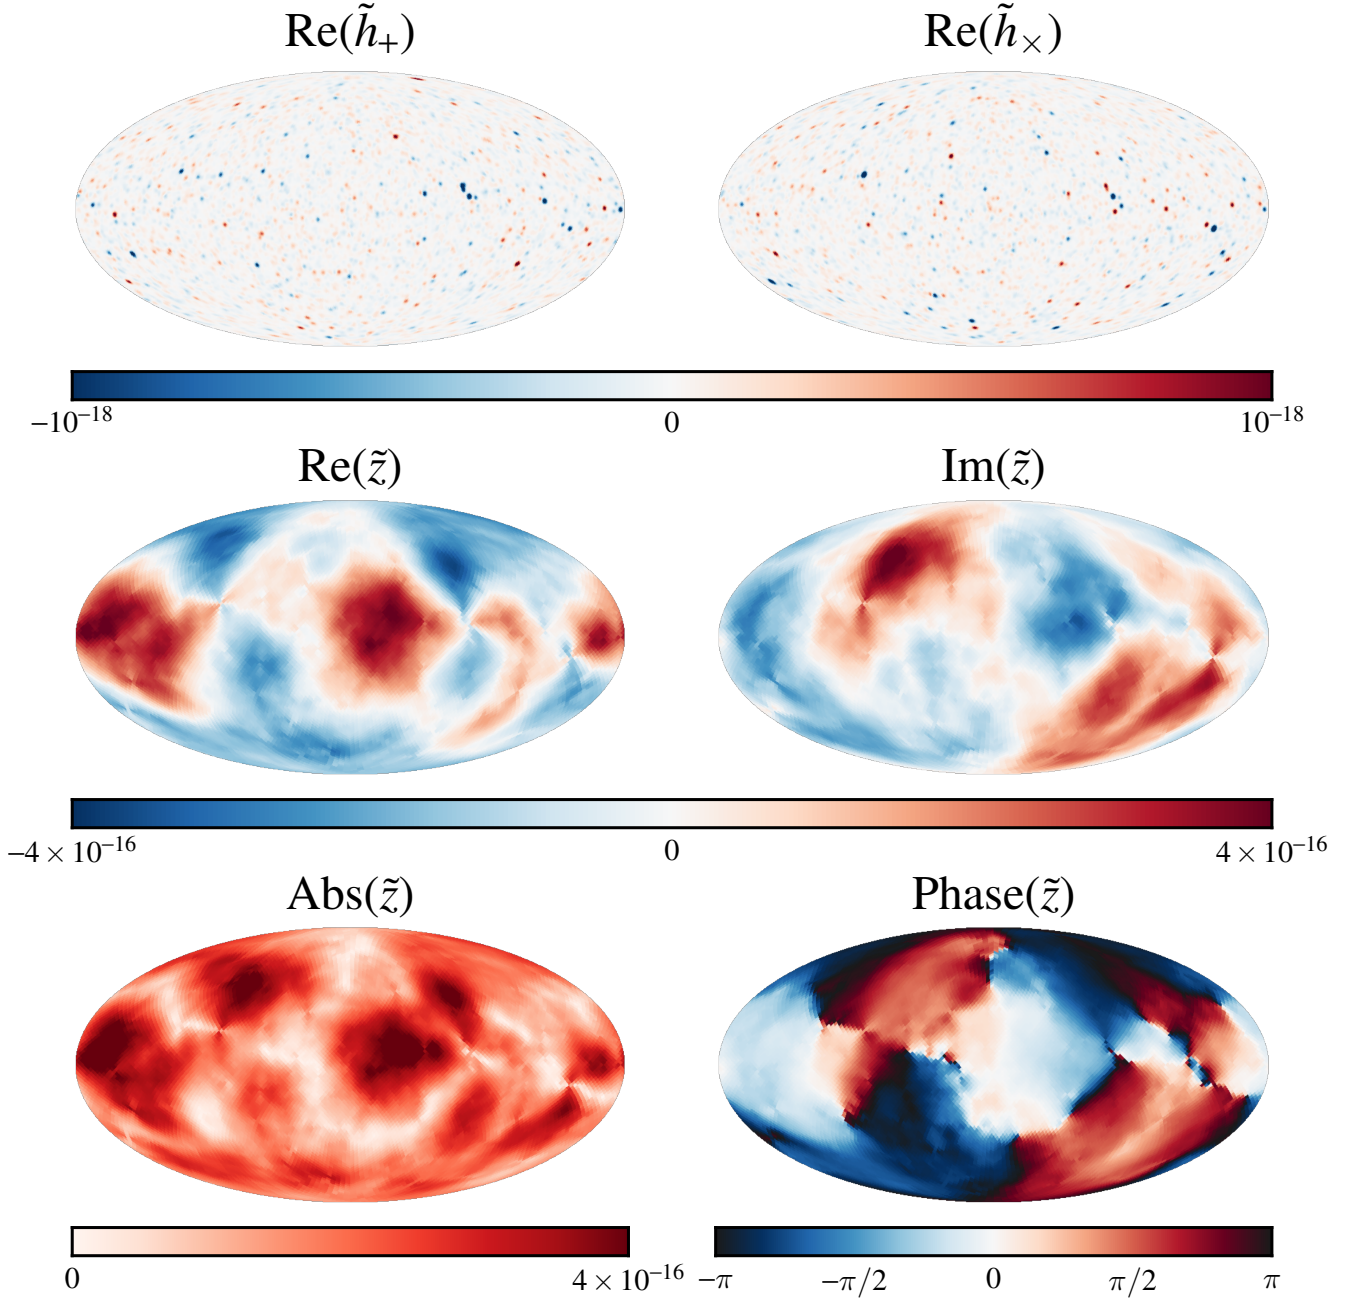 Re(h̃₊) Re(h̃ₓ)
−10⁻¹⁸ 0 10⁻¹⁸
Re(z̃) Im(z̃)
−4 × 10⁻¹⁶ 0 4 × 10⁻¹⁶
Abs(z̃) Phase(z̃)
0 4 × 10⁻¹⁶ −π −π/2 0 π/2 π